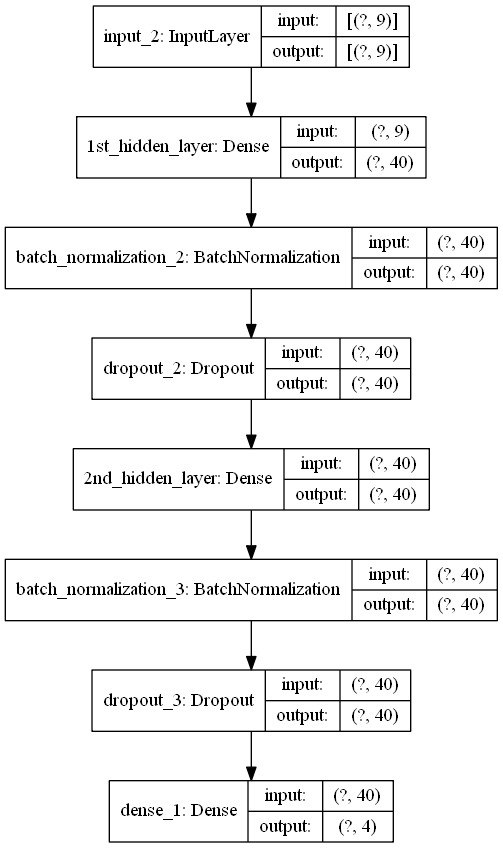 input_2: InputLayer
input: [(?, 9)]
output: [(?, 9)]
1st_hidden_layer: Dense
input: (?, 9)
output: (?, 40)
batch_normalization_2: BatchNormalization
input: (?, 40)
output: (?, 40)
dropout_2: Dropout
input: (?, 40)
output: (?, 40)
2nd_hidden_layer: Dense
input: (?, 40)
output: (?, 40)
batch_normalization_3: BatchNormalization
input: (?, 40)
output: (?, 40)
dropout_3: Dropout
input: (?, 40)
output: (?, 40)
dense_1: Dense
input: (?, 40)
output: (?, 4)